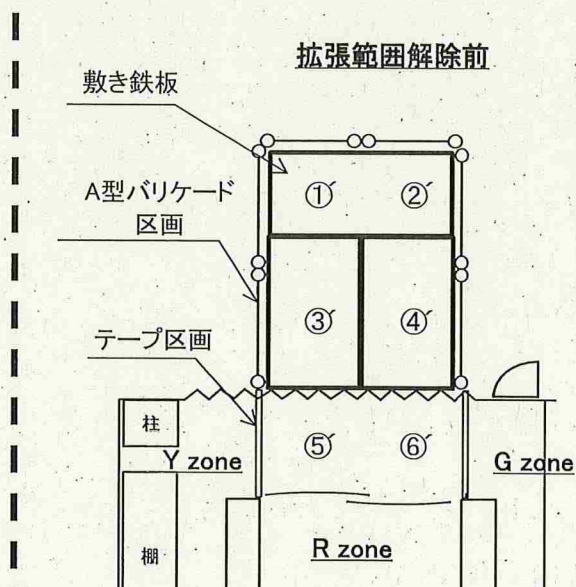 拡張範囲解除前
敷き鉄板
A型バリケード
区画
①´ ②´
③´ ④´
テープ区画
柱
⑤´ ⑥´
Y zone
G zone
棚
R zone